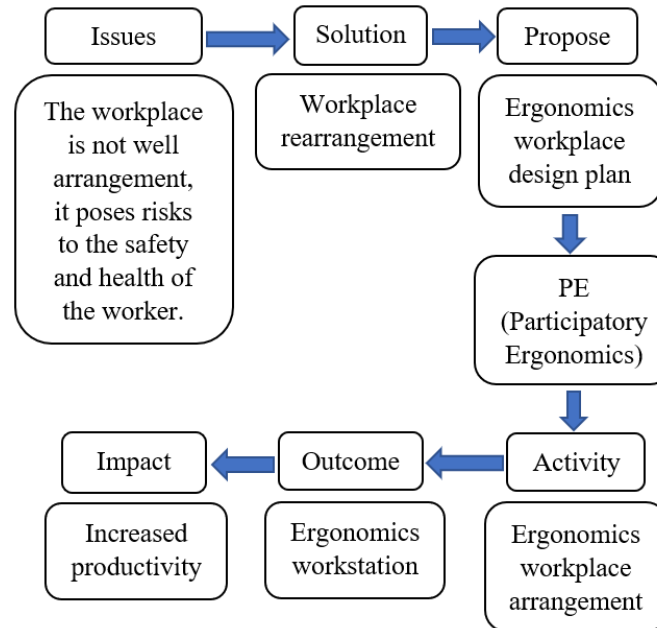 Issues
The workplace
is not well
arrangement,
it poses risks
to the safety
and health of
the worker.
Solution
Workplace
rearrangement
Propose
Ergonomics
workplace
design plan
PE
(Participatory
Ergonomics)
Activity
Ergonomics
workplace
arrangement
Outcome
Ergonomics
workstation
Impact
Increased
productivity